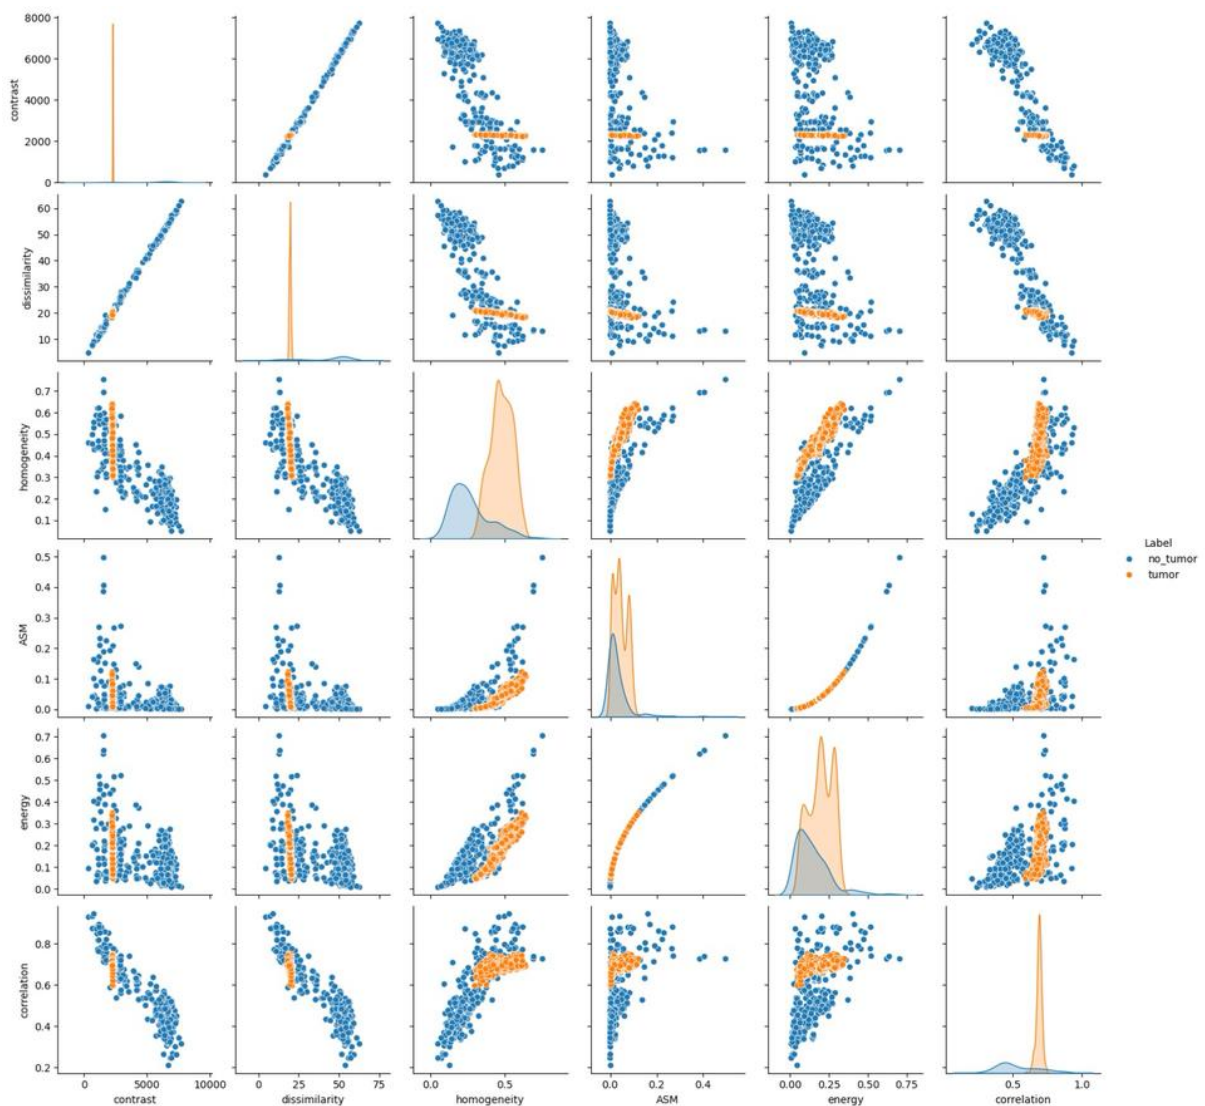 8000
6000
4000
2000
0
contrast
60
50
40
30
20
10
dissimilarity
0.7
0.6
0.5
0.4
0.3
0.2
0.1
homogeneity
Label
no_tumor
tumor
0.5
0.4
0.3
0.2
0.1
0.0
ASM
0.7
0.6
0.5
0.4
0.3
0.2
0.1
0.0
energy
0.8
0.6
0.4
0.2
correlation
0 5000 10000
0 25 50 75
0.0 0.5
0.0 0.2 0.4
0.00 0.25 0.50 0.75
0.5 1.0
contrast dissimilarity homogeneity ASM energy correlation